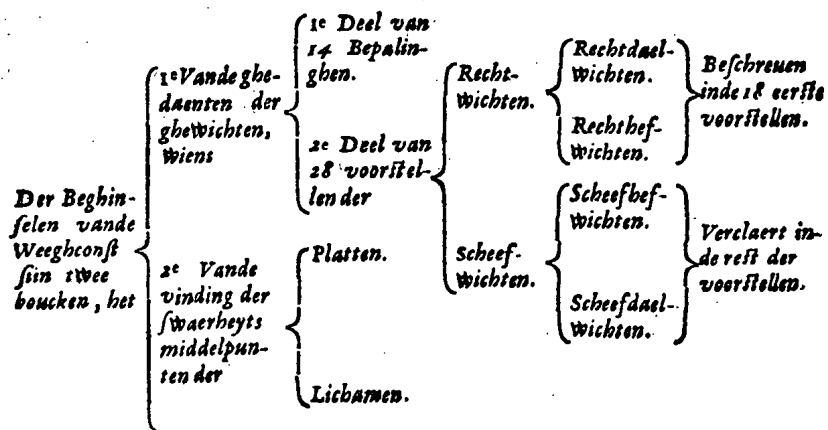 Der Beghin-
ſelen vande
Weeghconſt
ſiin twee
boucken, het
1e Vande ghe-
daenten der
ghewichten,
wiens
1e Deel van
14 Bepalin-
ghen.
2e Deel van
28 voorſtel-
len der
Recht-
wichten.
Rechtdael-
wichten.
Rechthef-
wichten.
Beſchreuen
inde 18 eerſte
voorſtellen.
Scheef-
wichten.
Scheefhef-
wichten.
Scheefdael-
wichten.
Verclaert in-
de reſt der
voorſtellen.
2e Vande
vinding der
ſwaerheyts
middelpun-
ten der
Platten.
Lichamen.